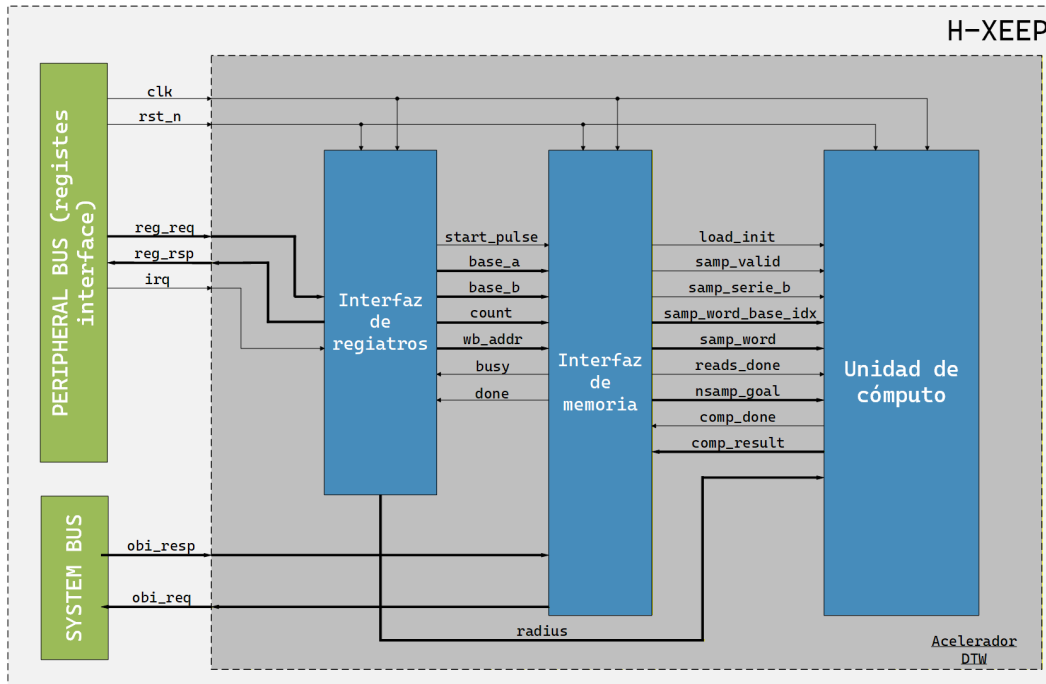 H-XEEP
clk
rst_n
PERIPHERAL BUS (registes
interface)
reg_req
reg_rsp
irq
Interfaz
de
regiatros
start_pulse
base_a
base_b
count
wb_addr
busy
done
Interfaz
de
memoria
load_init
samp_valid
samp_serie_b
samp_word_base_idx
samp_word
reads_done
nsamp_goal
comp_done
comp_result
Unidad de
cómputo
SYSTEM BUS
obi_resp
obi_req
radius
Acelerador
DTW